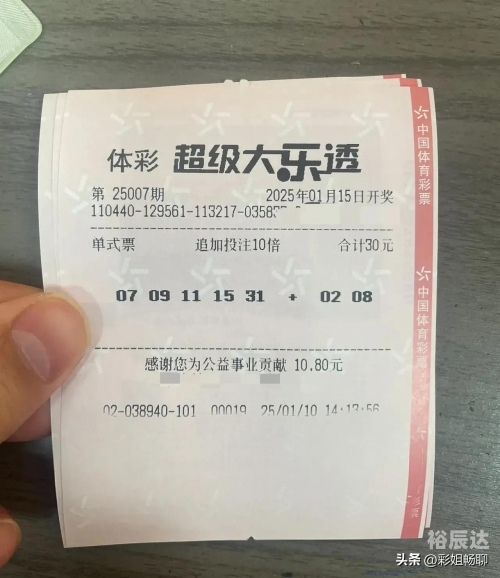 体彩 超级大乐透
第 25007期 2025年01月15日开奖
110440-129561-113217-0358
单式票 追加投注10倍 合计30元
07 09 11 15 31 + 02 08
感谢您为公益事业贡献 10.80元
02-038940-101 00019 25/01/10 14:13:56
中国体育彩票
中国体育彩票
裕辰达
头条 @彩姐畅聊